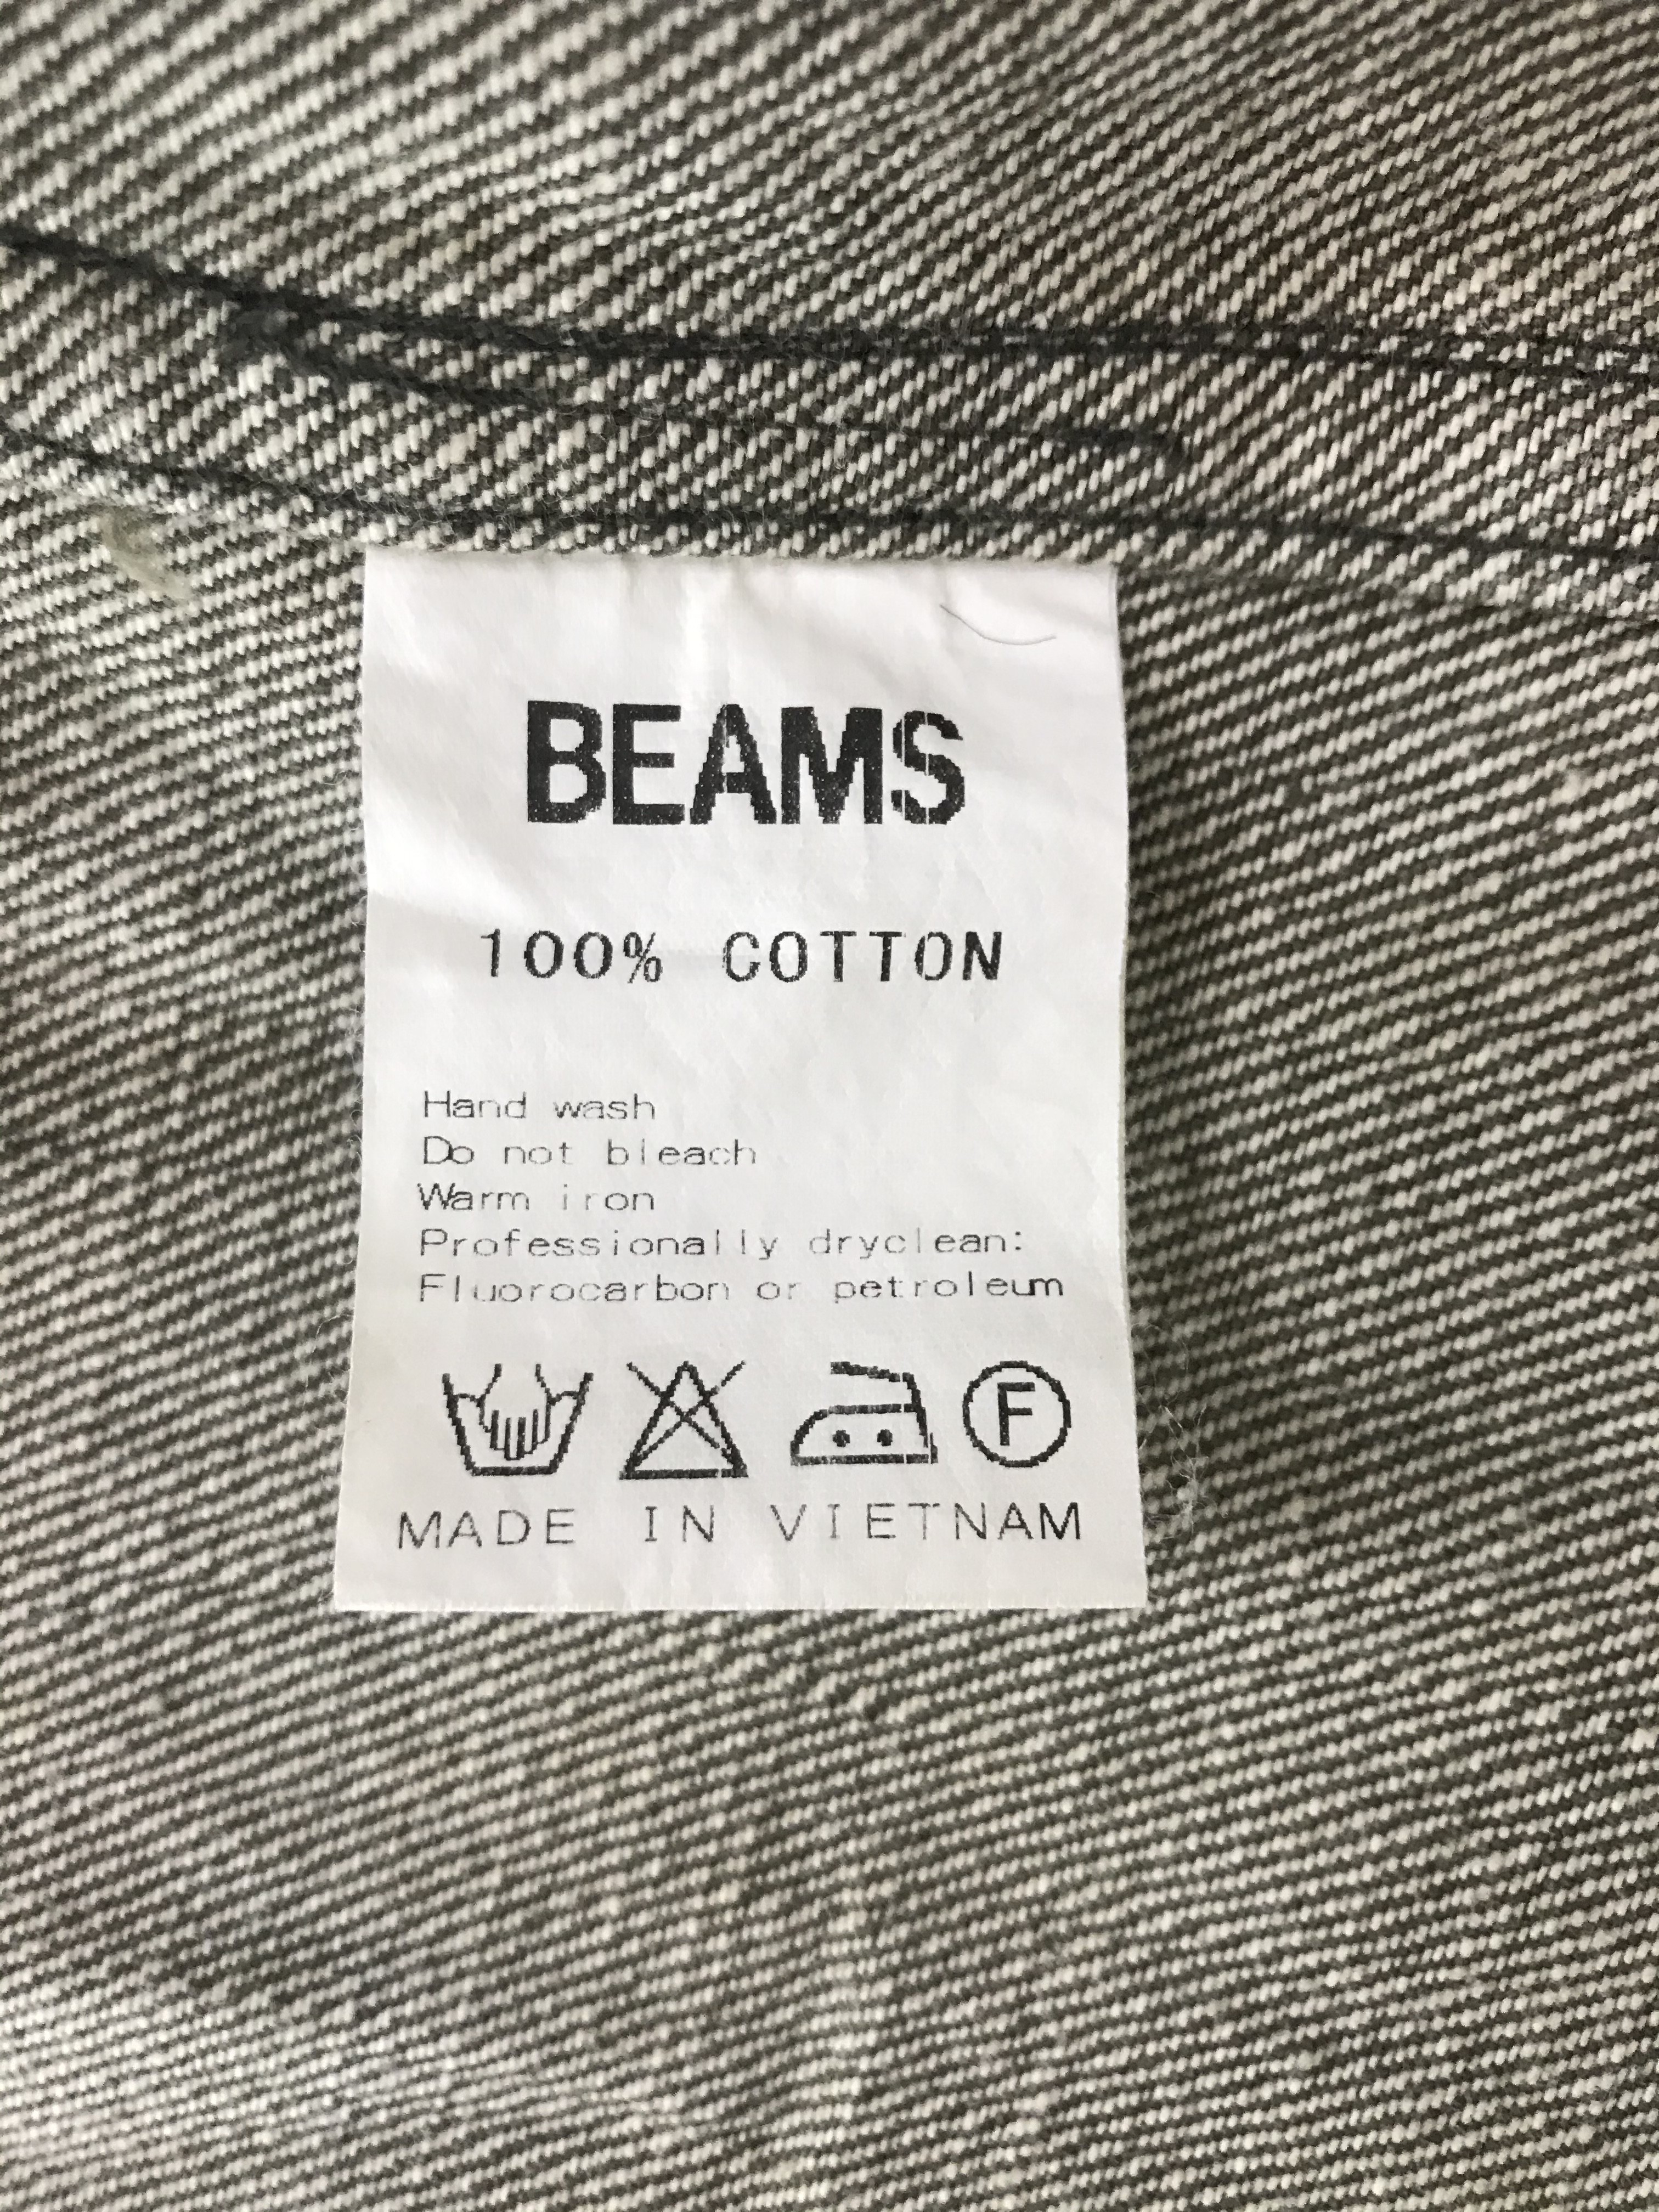 BEAMS
100% COTTON
Hand wash
Do not bleach
Warm iron
Professionally dryclean:
Fluorocarbon or petroleum
F
MADE IN VIETNAM